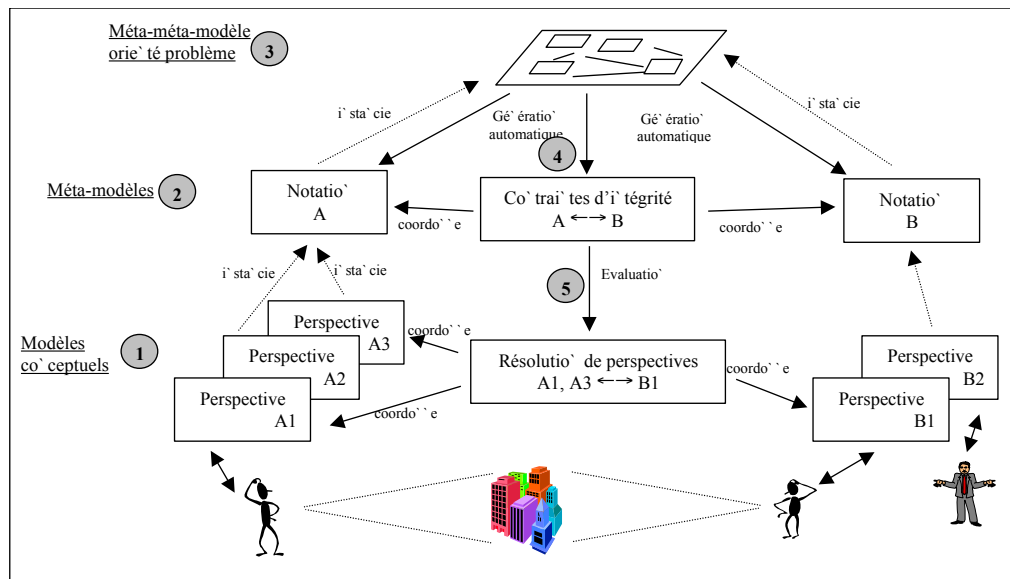 Méta-méta-modèle
orie` té problème
3
i` sta` cie
Gé` ératio`
automatique
Gé` ératio`
automatique
4
Méta-modèles
2
Notatio`
A
Co` trai` tes d'i` tégrité
A ←--→ B
Notatio`
B
coordo` ` e
coordo` ` e
i` sta` cie
i` sta` cie
5
Evaluatio`
Modèles
co` ceptuels
1
Perspective
A3
Perspective
A2
Perspective
A1
coordo` ` e
Résolutio` de perspectives
A1, A3 ←--→ B1
coordo` ` e
coordo` ` e
Perspective
B2
Perspective
B1
i` sta` cie